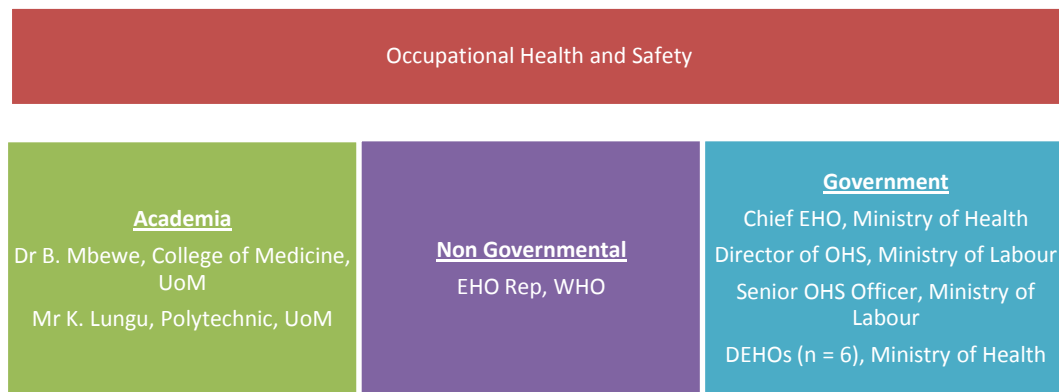 Occupational Health and Safety
Academia
Dr B. Mbewe, College of Medicine,
UoM
Mr K. Lungu, Polytechnic, UoM
Non Governmental
EHO Rep, WHO
Government
Chief EHO, Ministry of Health
Director of OHS, Ministry of Labour
Senior OHS Officer, Ministry of
Labour
DEHOs (n = 6), Ministry of Health